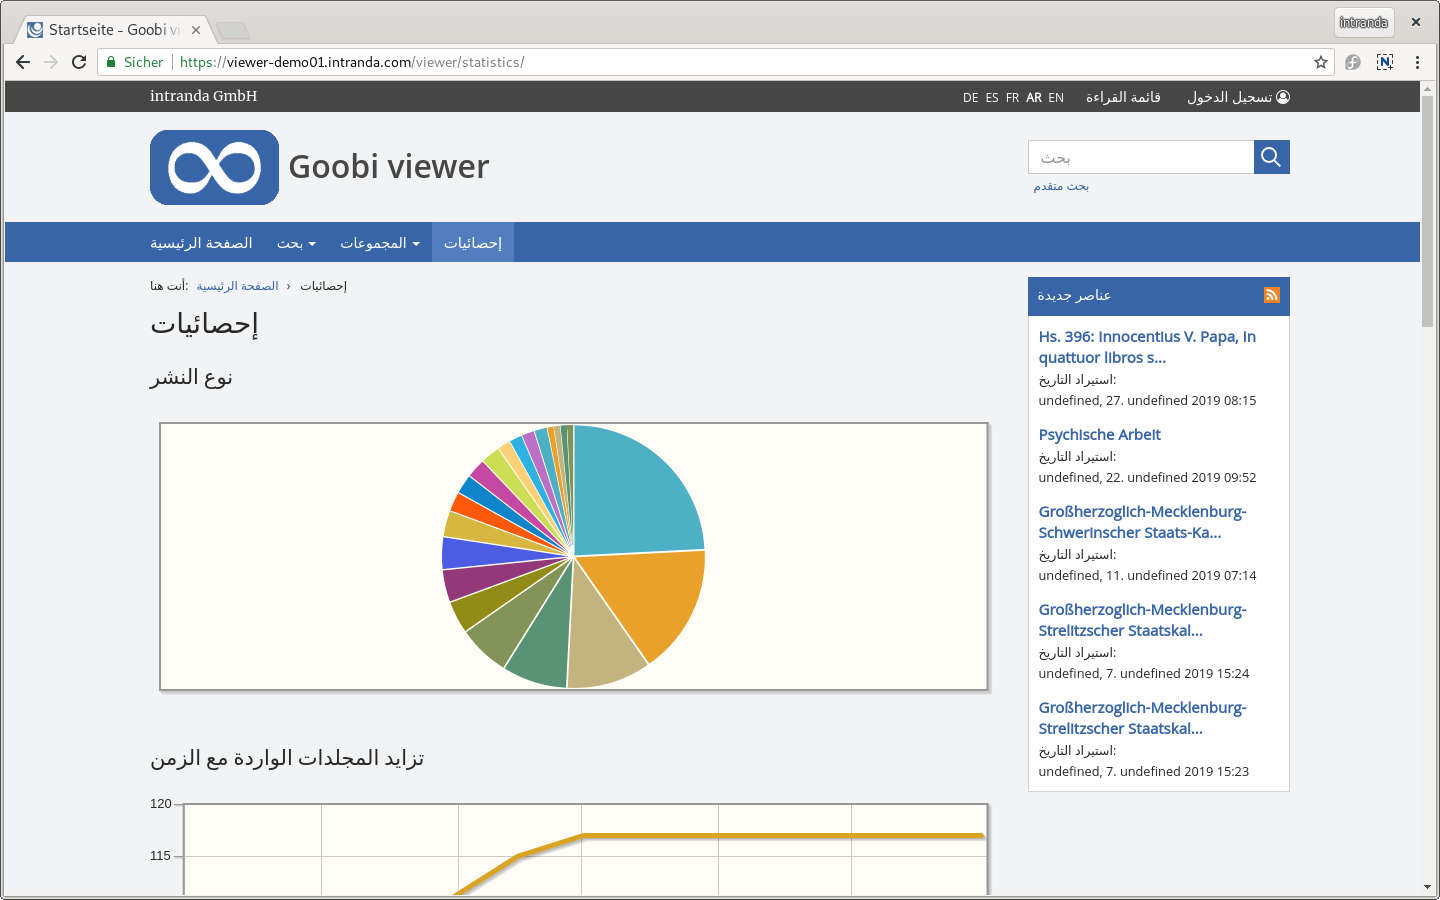 Startseite - Goobi vi
intranda
Sicher
https://viewer-demo01.intranda.com/viewer/statistics/
intranda GmbH
DE ES FR AR EN
قائمة القراءة
تسجيل الدخول
Goobi viewer
بحث
بحث متقدم
الصفحة الرئيسية
بحث
المجموعات
إحصائيات
أنت هنا: الصفحة الرئيسية › إحصائيات
إحصائيات
نوع النشر
تزايد المجلدات الواردة مع الزمن
120
115
عناصر جديدة
Hs. 396: Innocentius V. Papa, In
quattuor libros s...
استيراد التاريخ:
undefined, 27. undefined 2019 08:15
Psychische Arbeit
استيراد التاريخ:
undefined, 22. undefined 2019 09:52
Großherzoglich-Mecklenburg-
Schwerinscher Staats-Ka...
استيراد التاريخ:
undefined, 11. undefined 2019 07:14
Großherzoglich-Mecklenburg-
Strelitzscher Staatskal...
استيراد التاريخ:
undefined, 7. undefined 2019 15:24
Großherzoglich-Mecklenburg-
Strelitzscher Staatskal...
استيراد التاريخ:
undefined, 7. undefined 2019 15:23